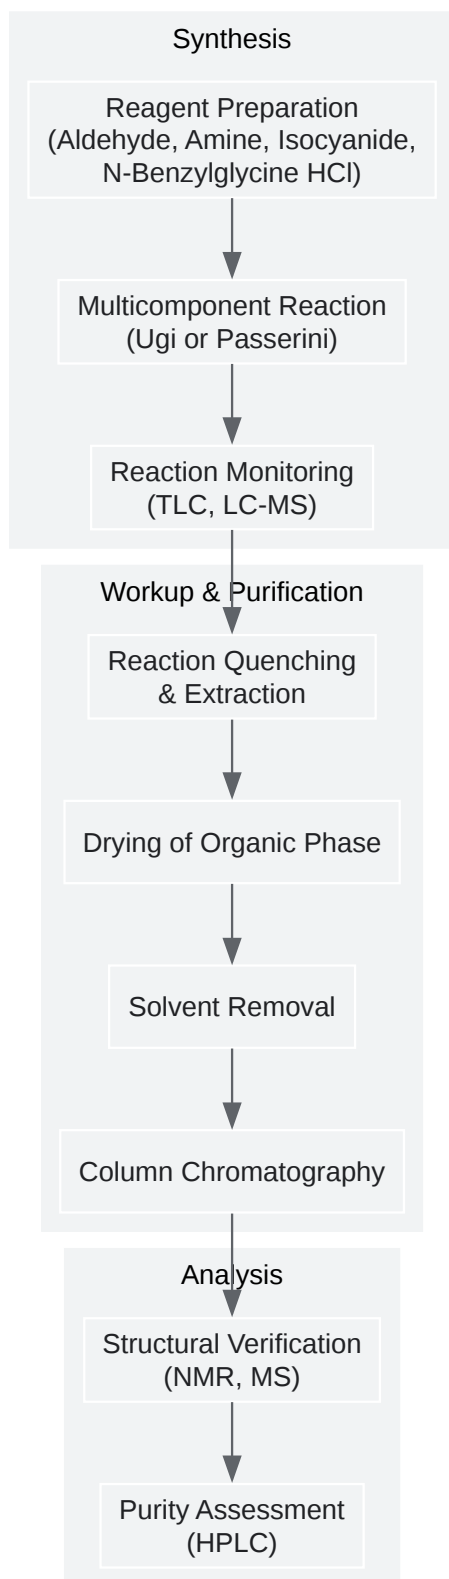 Synthesis
Reagent Preparation
(Aldehyde, Amine, Isocyanide,
N-Benzylglycine HCl)
Multicomponent Reaction
(Ugi or Passerini)
Reaction Monitoring
(TLC, LC-MS)
Workup & Purification
Reaction Quenching
& Extraction
Drying of Organic Phase
Solvent Removal
Column Chromatography
Analysis
Structural Verification
(NMR, MS)
Purity Assessment
(HPLC)